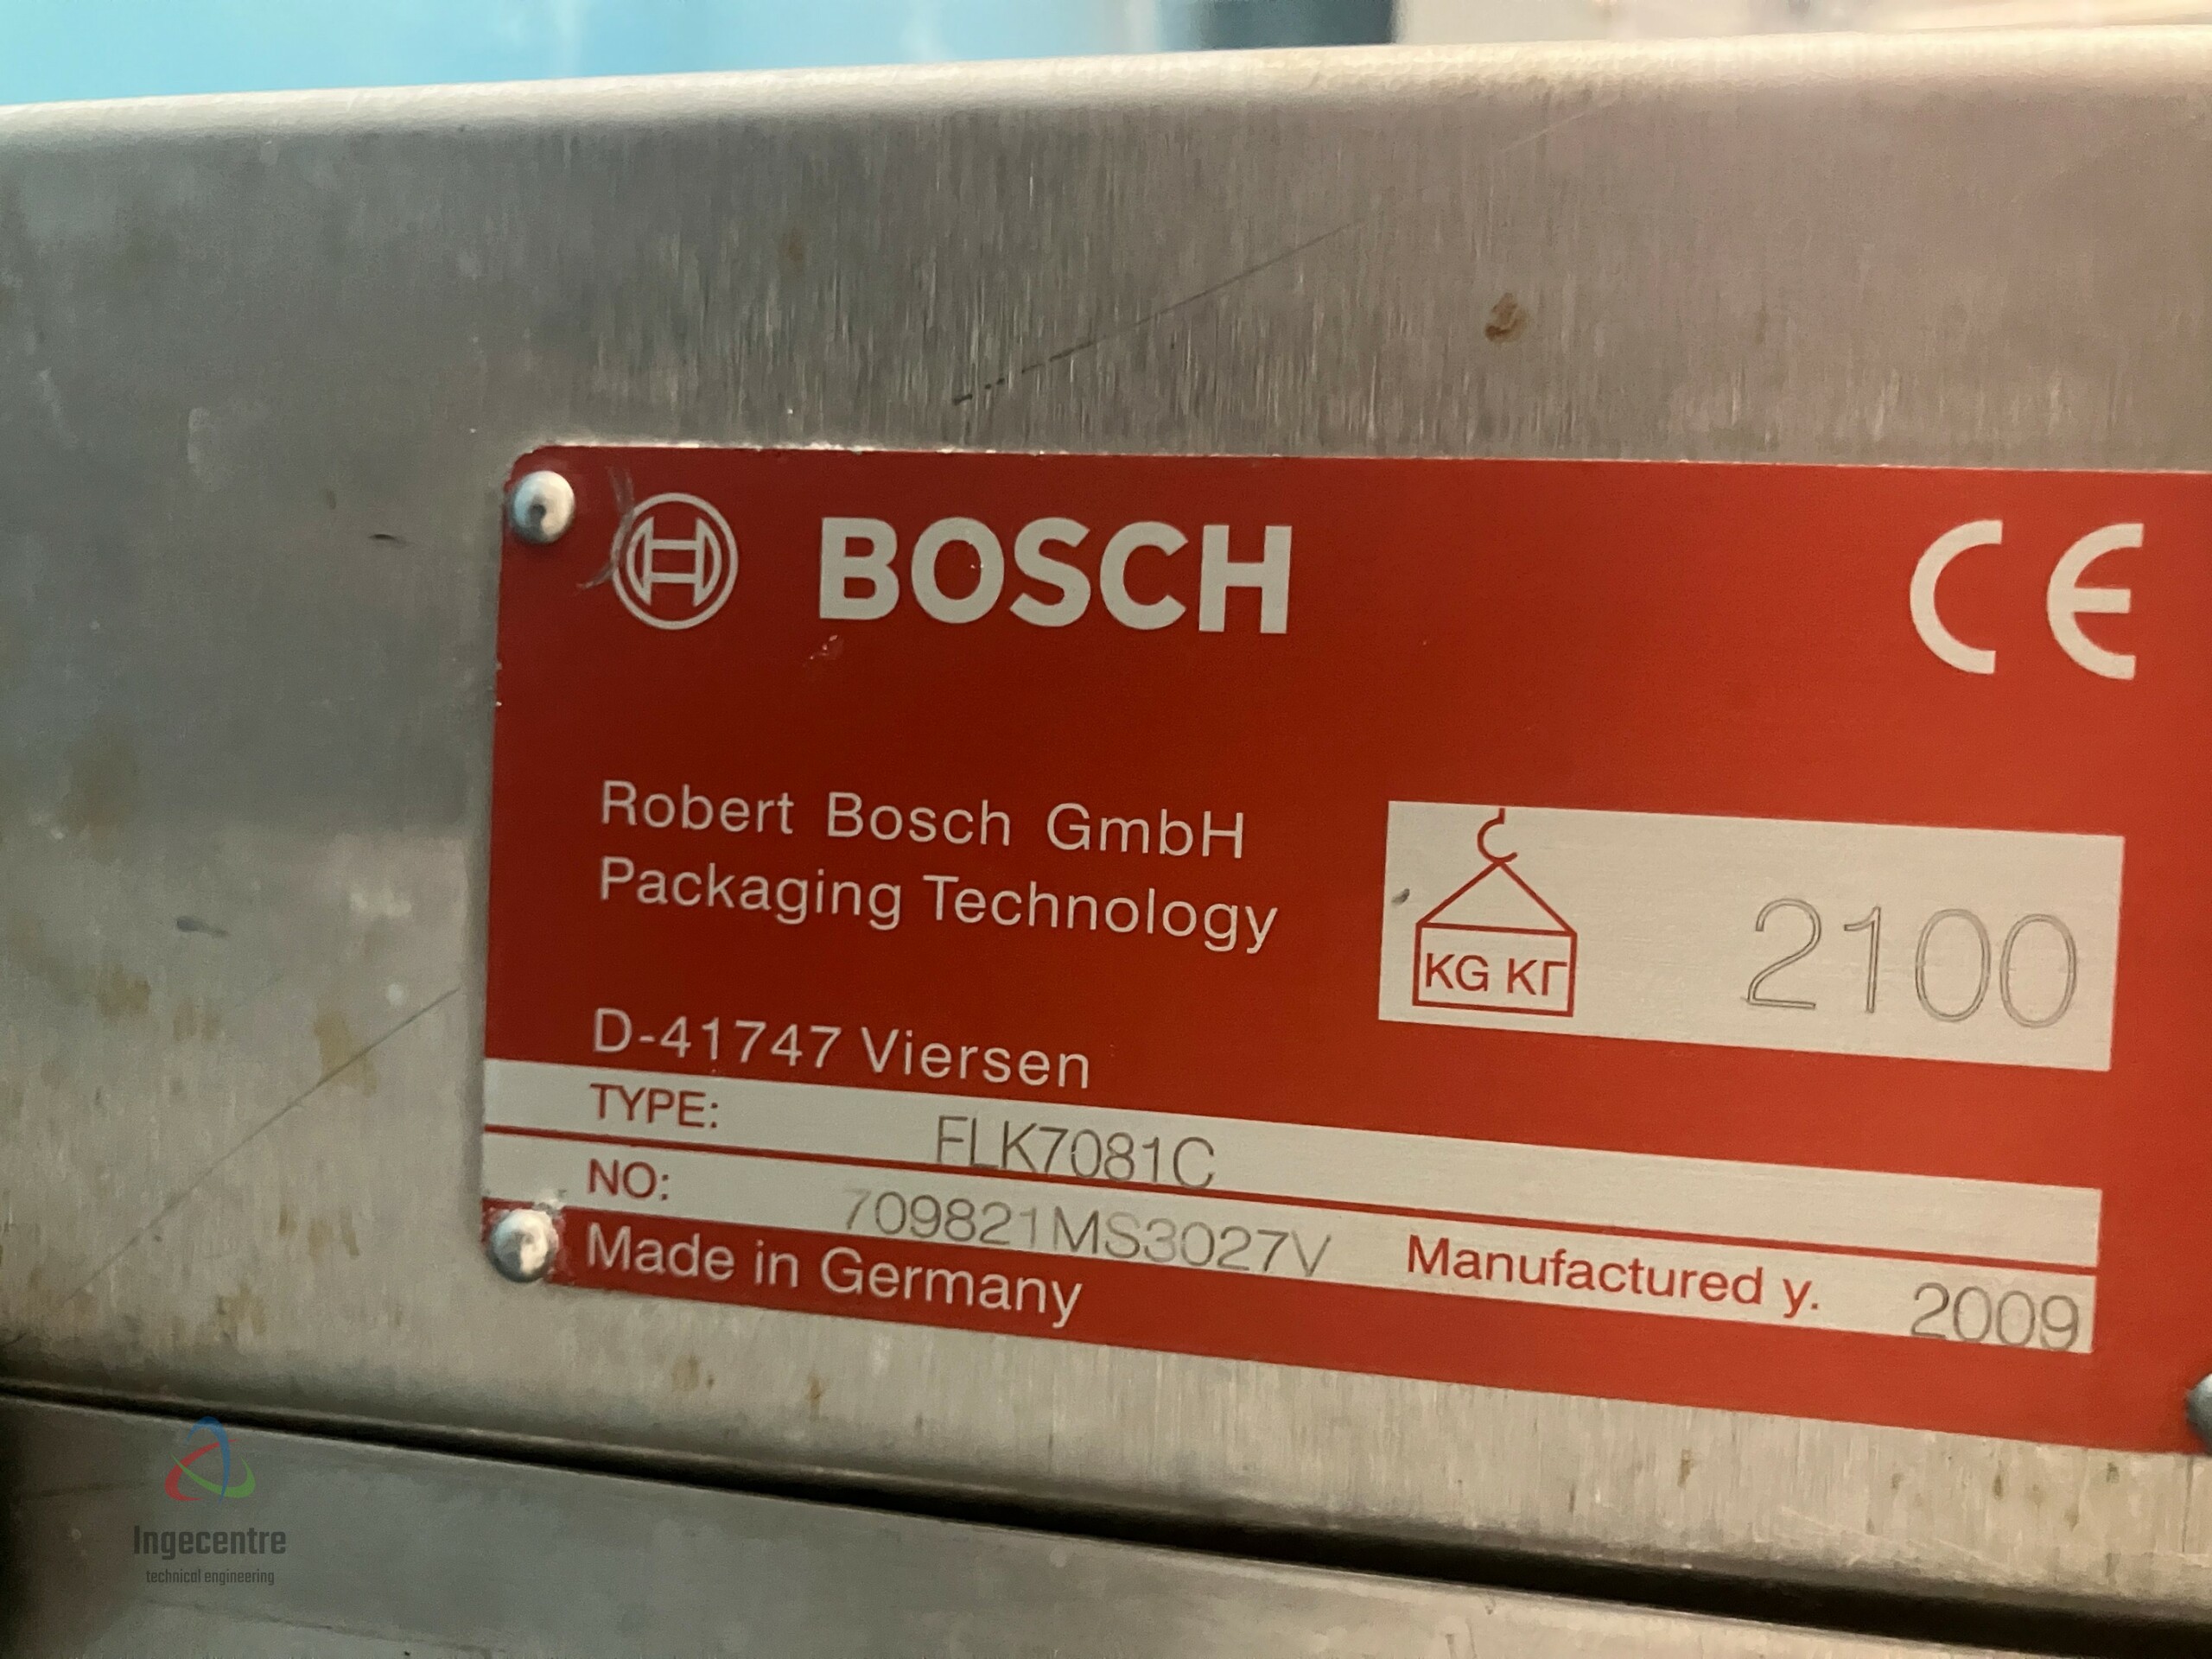 BOSCH
CE
Robert Bosch GmbH
Packaging Technology
KG КГ
2100
D-41747 Viersen
TYPE: FLK7081C
NO: 709821MS3027V Manufactured y. 2009
Made in Germany
Ingecentre
technical engineering